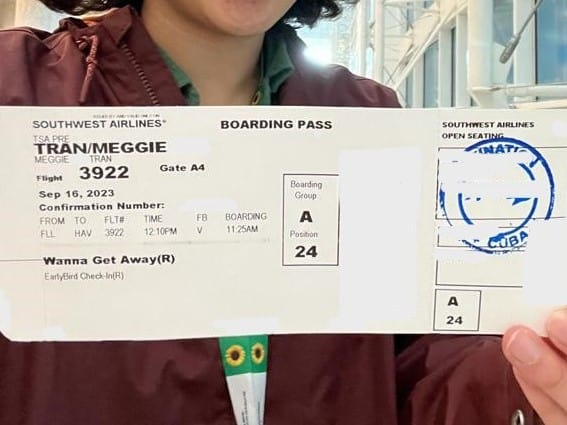 SOUTHWEST AIRLINES®
BOARDING PASS
TSA PRE
TRAN/MEGGIE
MEGGIE TRAN
Flight 3922 Gate A4
Sep 16, 2023
Confirmation Number:
FROM TO FLT# TIME FB BOARDING
FLL HAV 3922 12:10PM V 11:25AM
Wanna Get Away(R)
EarlyBird Check-In(R)
Boarding
Group
A
Position
24
SOUTHWEST AIRLINES
OPEN SEATING
CUBA
A
24